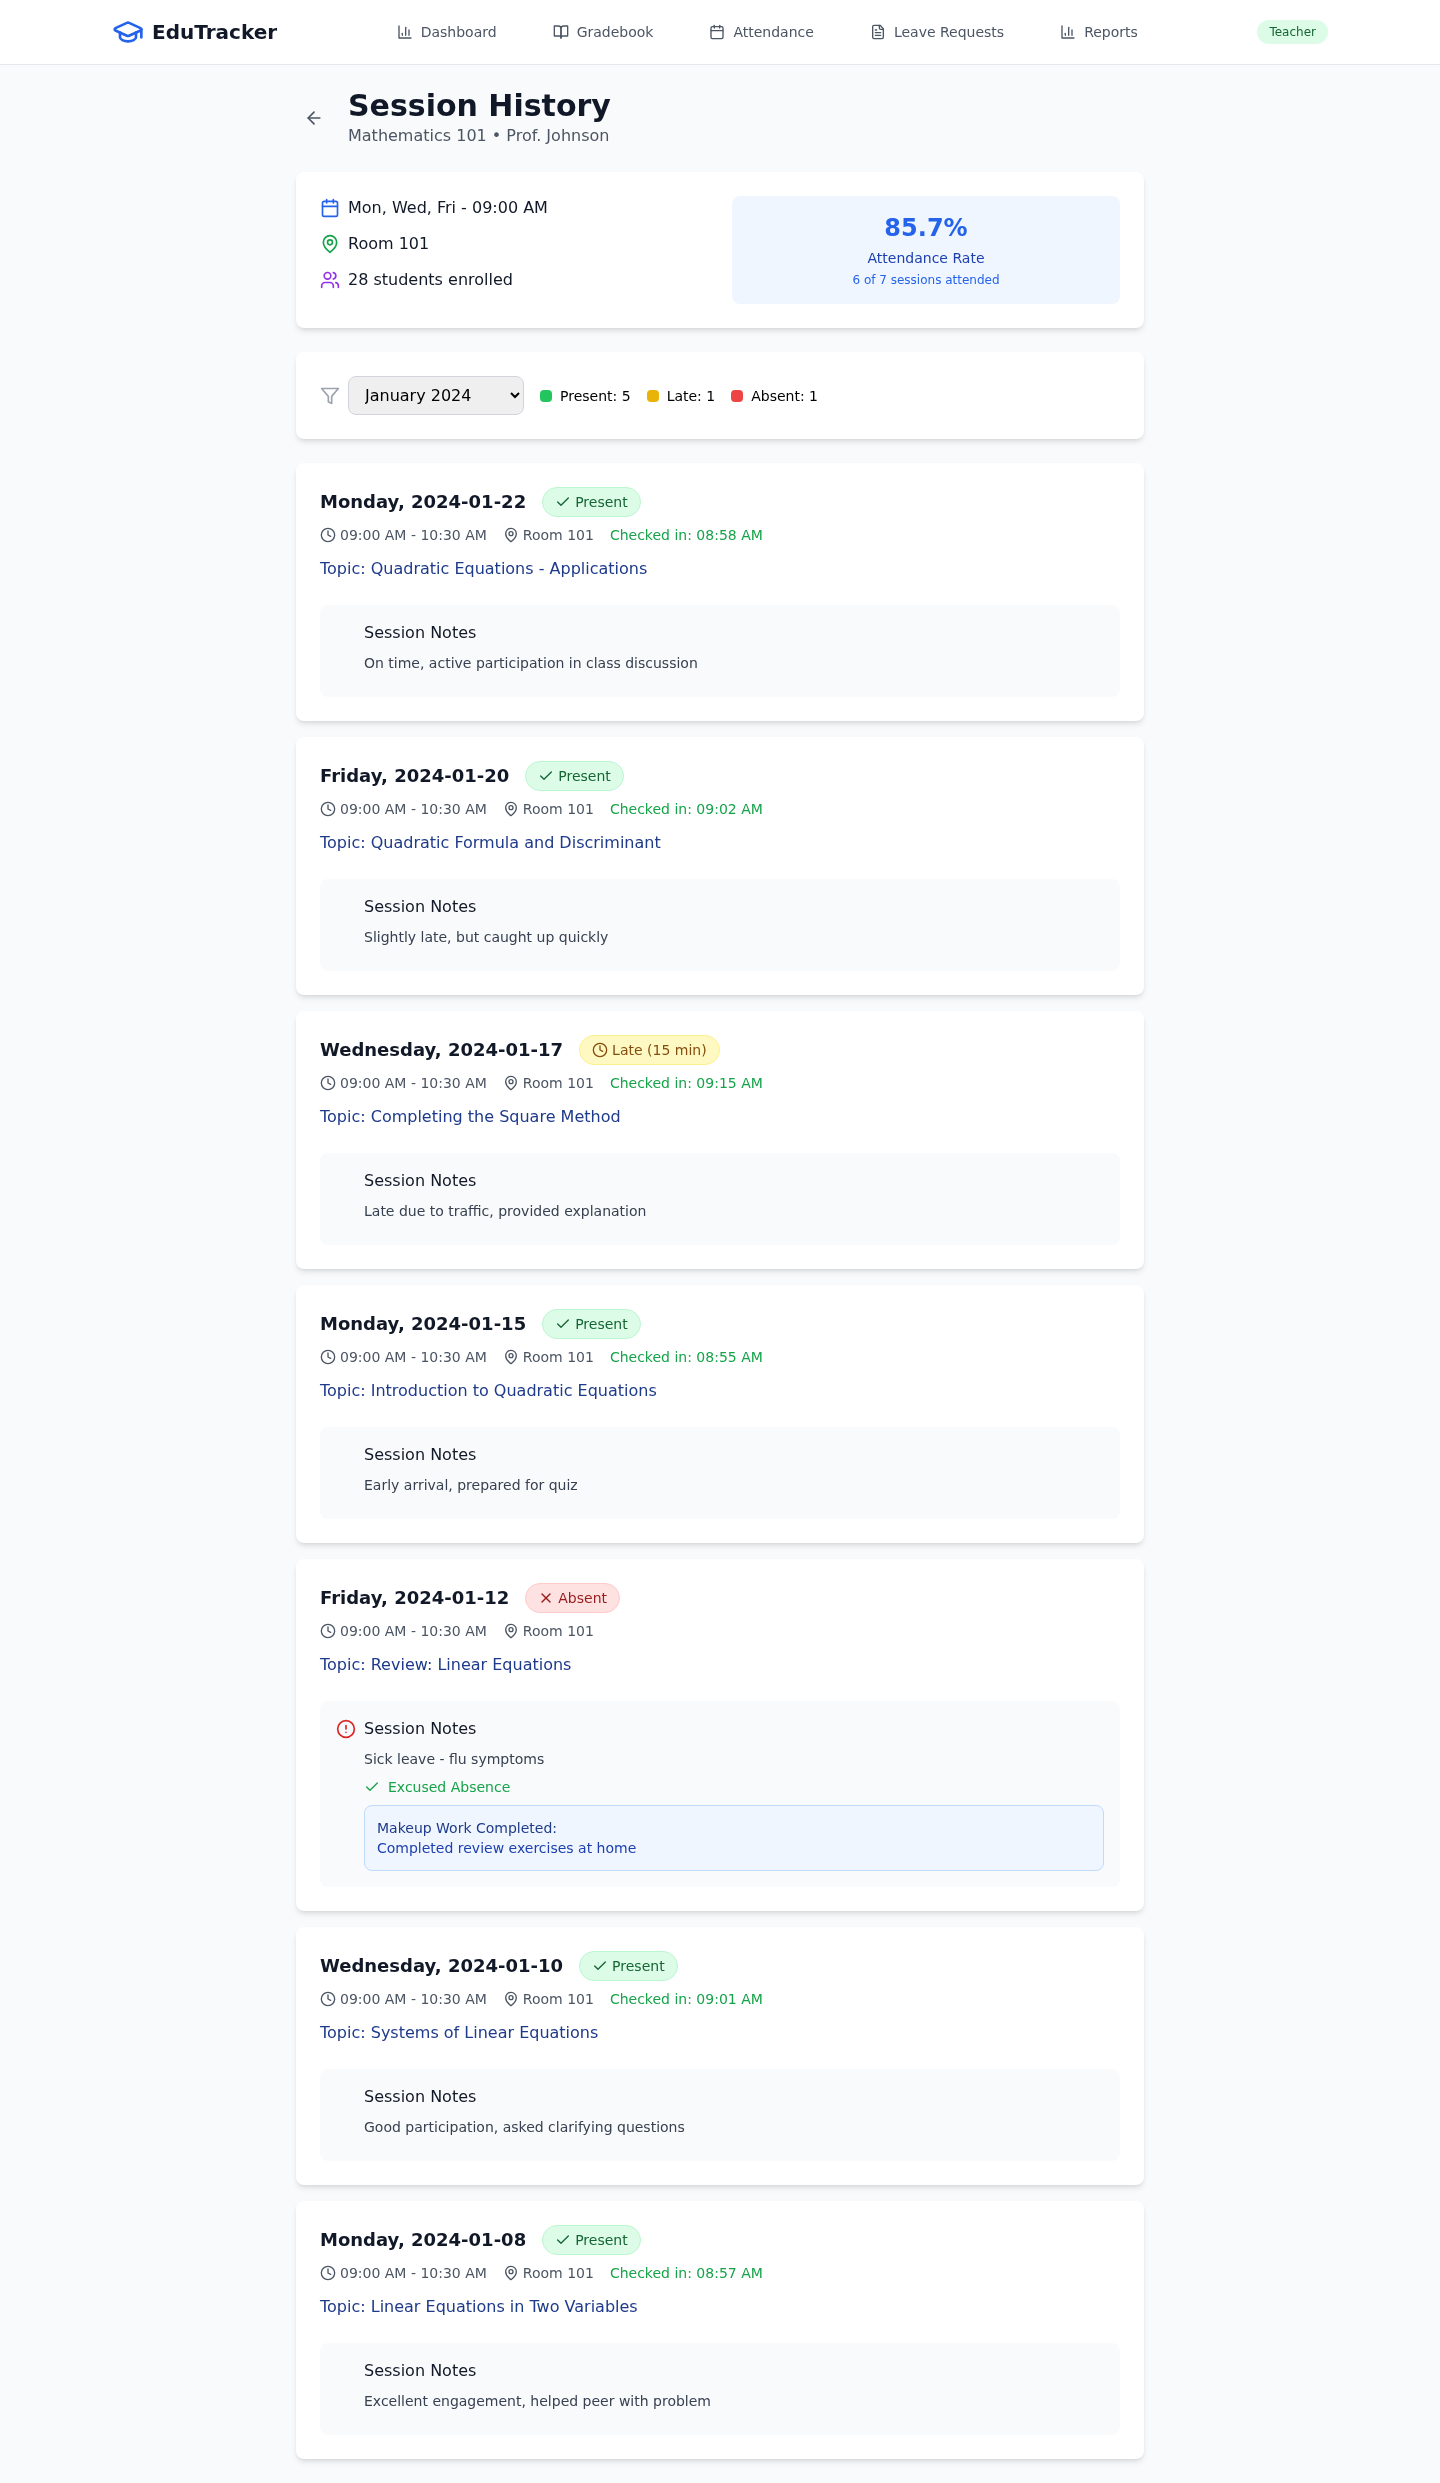 EduTracker
Dashboard
Gradebook
Attendance
Leave Requests
Reports
Teacher
Session History
Mathematics 101 • Prof. Johnson
Mon, Wed, Fri - 09:00 AM
Room 101
28 students enrolled
85.7%
Attendance Rate
6 of 7 sessions attended
January 2024
Present: 5
Late: 1
Absent: 1
Monday, 2024-01-22
Present
09:00 AM - 10:30 AM Room 101 Checked in: 08:58 AM
Topic: Quadratic Equations - Applications
Session Notes
On time, active participation in class discussion
Friday, 2024-01-20
Present
09:00 AM - 10:30 AM Room 101 Checked in: 09:02 AM
Topic: Quadratic Formula and Discriminant
Session Notes
Slightly late, but caught up quickly
Wednesday, 2024-01-17
Late (15 min)
09:00 AM - 10:30 AM Room 101 Checked in: 09:15 AM
Topic: Completing the Square Method
Session Notes
Late due to traffic, provided explanation
Monday, 2024-01-15
Present
09:00 AM - 10:30 AM Room 101 Checked in: 08:55 AM
Topic: Introduction to Quadratic Equations
Session Notes
Early arrival, prepared for quiz
Friday, 2024-01-12
Absent
09:00 AM - 10:30 AM Room 101
Topic: Review: Linear Equations
Session Notes
Sick leave - flu symptoms
Excused Absence
Makeup Work Completed:
Completed review exercises at home
Wednesday, 2024-01-10
Present
09:00 AM - 10:30 AM Room 101 Checked in: 09:01 AM
Topic: Systems of Linear Equations
Session Notes
Good participation, asked clarifying questions
Monday, 2024-01-08
Present
09:00 AM - 10:30 AM Room 101 Checked in: 08:57 AM
Topic: Linear Equations in Two Variables
Session Notes
Excellent engagement, helped peer with problem